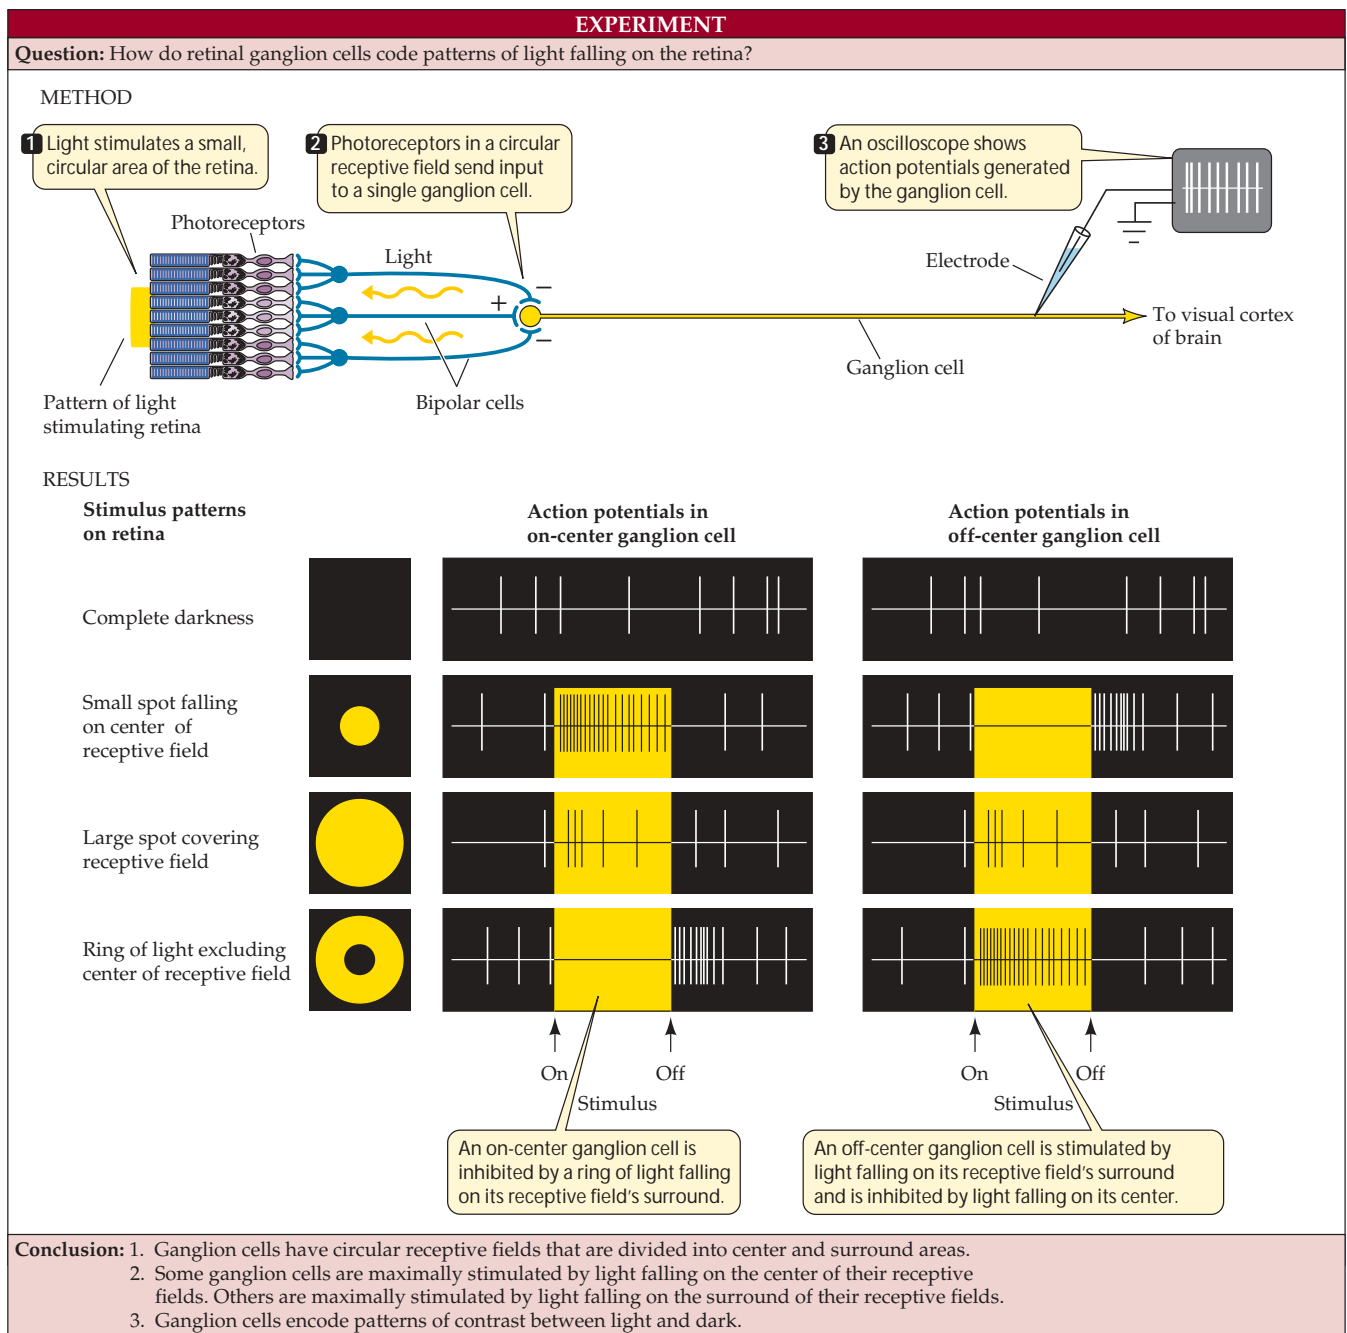 EXPERIMENT
Question: How do retinal ganglion cells code patterns of light falling on the retina?
METHOD
1 Light stimulates a small,
circular area of the retina.
2 Photoreceptors in a circular
receptive field send input
to a single ganglion cell.
3 An oscilloscope shows
action potentials generated
by the ganglion cell.
Photoreceptors
Light
Electrode
−
+
−
To visual cortex
of brain
Ganglion cell
Bipolar cells
Pattern of light
stimulating retina
RESULTS
Stimulus patterns
on retina
Action potentials in
on-center ganglion cell
Action potentials in
off-center ganglion cell
Complete darkness
Small spot falling
on center of
receptive field
Large spot covering
receptive field
Ring of light excluding
center of receptive field
On
Off
Stimulus
On
Off
Stimulus
An on-center ganglion cell is
inhibited by a ring of light falling
on its receptive field's surround.
An off-center ganglion cell is stimulated by
light falling on its receptive field's surround
and is inhibited by light falling on its center.
Conclusion: 1. Ganglion cells have circular receptive fields that are divided into center and surround areas.
2. Some ganglion cells are maximally stimulated by light falling on the center of their receptive
fields. Others are maximally stimulated by light falling on the surround of their receptive fields.
3. Ganglion cells encode patterns of contrast between light and dark.